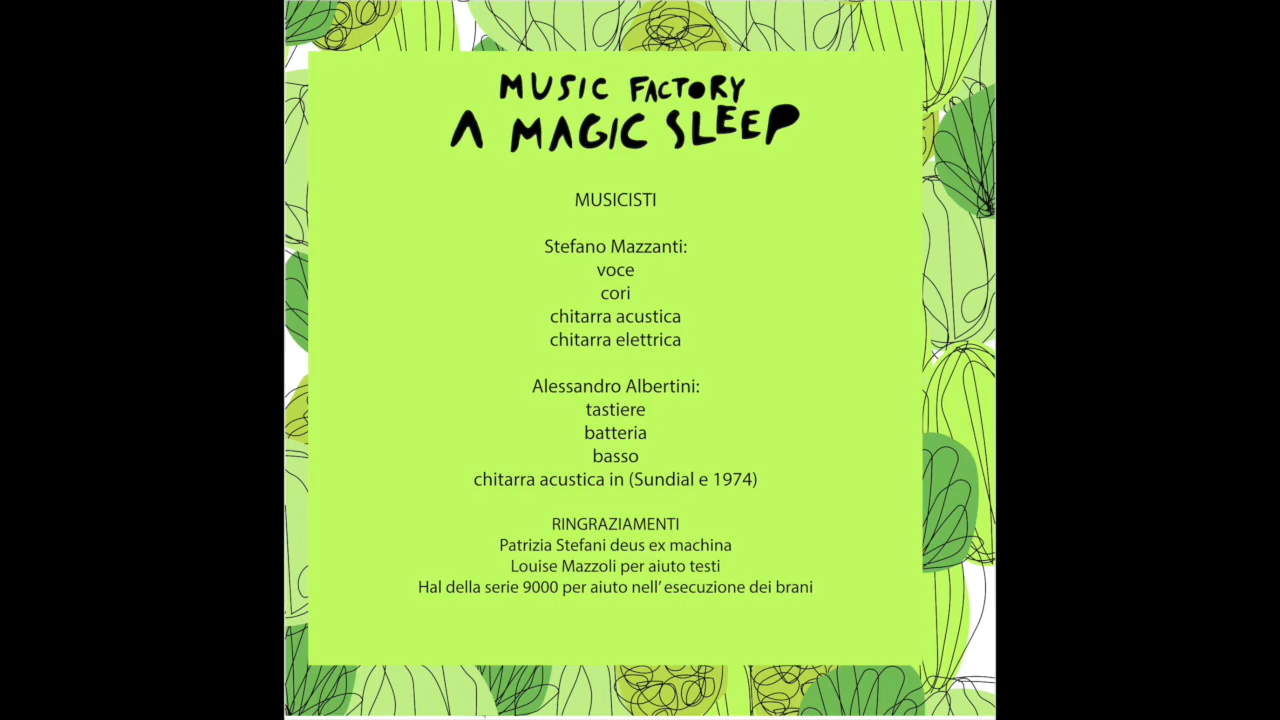 MUSIC FACTORY
A MAGIC SLEEP
MUSICISTI
Stefano Mazzanti:
voce
cori
chitarra acustica
chitarra elettrica
Alessandro Albertini:
tastiere
batteria
basso
chitarra acustica in (Sundial e 1974)
RINGRAZIAMENTI
Patrizia Stefani deus ex machina
Louise Mazzoli per aiuto testi
Hal della serie 9000 per aiuto nell' esecuzione dei brani